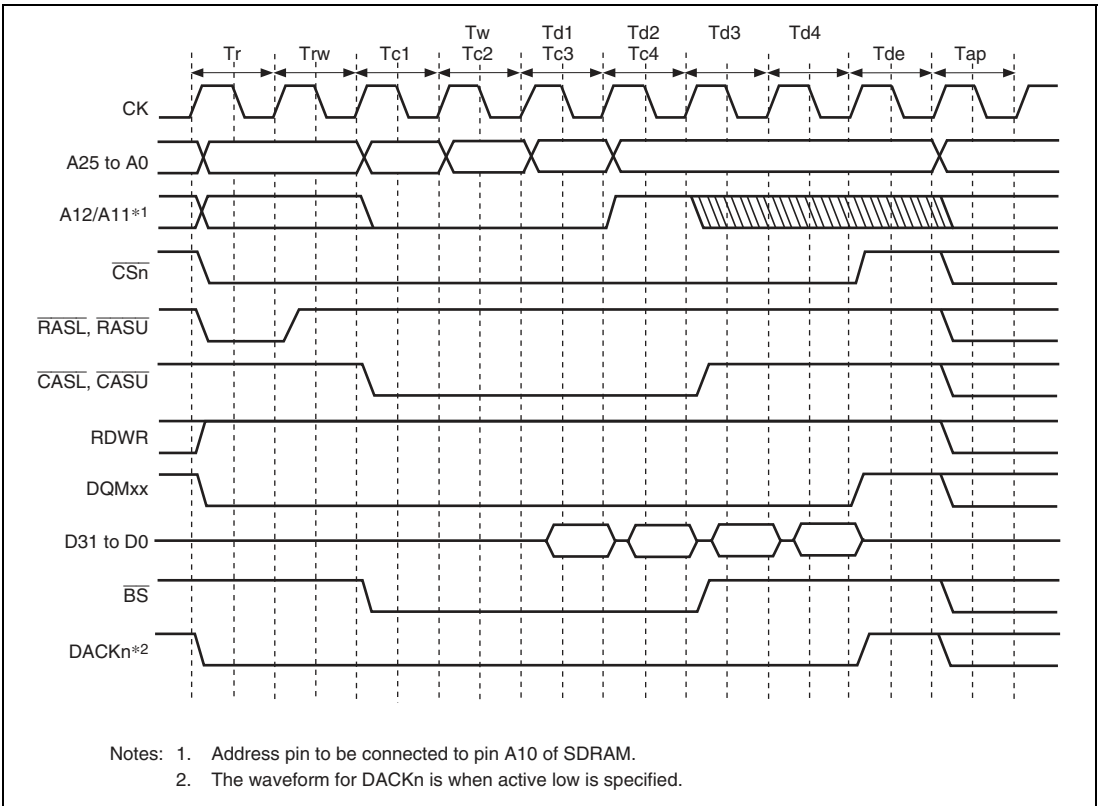 Tw Td1 Td2 Td3 Td4
Tr Trw Tc1 Tc2 Tc3 Tc4 Tde Tap
CK
A25 to A0
A12/A11*1
CSn
RASL, RASU
CASL, CASU
RDWR
DQMxx
D31 to D0
BS
DACKn*2
Notes: 1. Address pin to be connected to pin A10 of SDRAM.
2. The waveform for DACKn is when active low is specified.